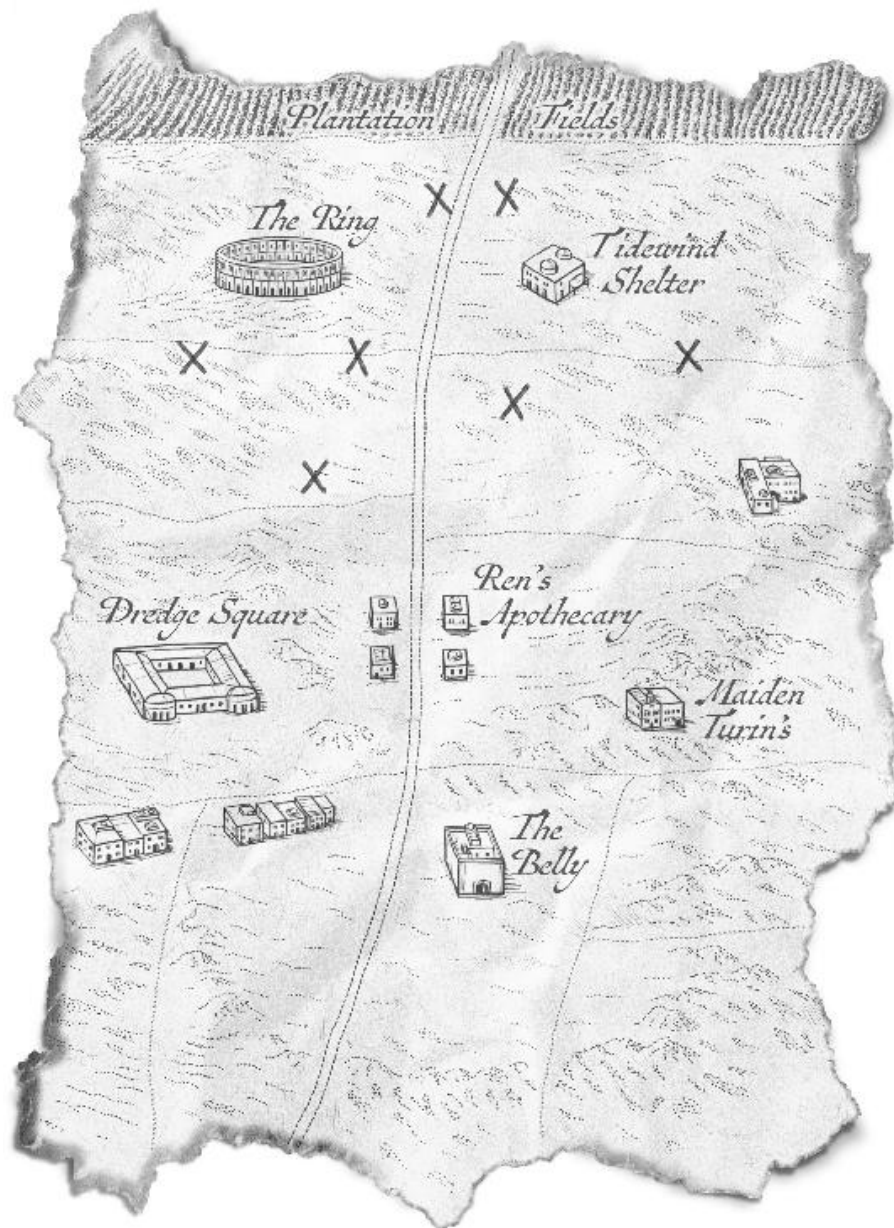 Plantation Fields
The Ring
Tidewind
Shelter
Ren's
Apothecary
Dredge Square
Maiden
Turin's
The
Belly